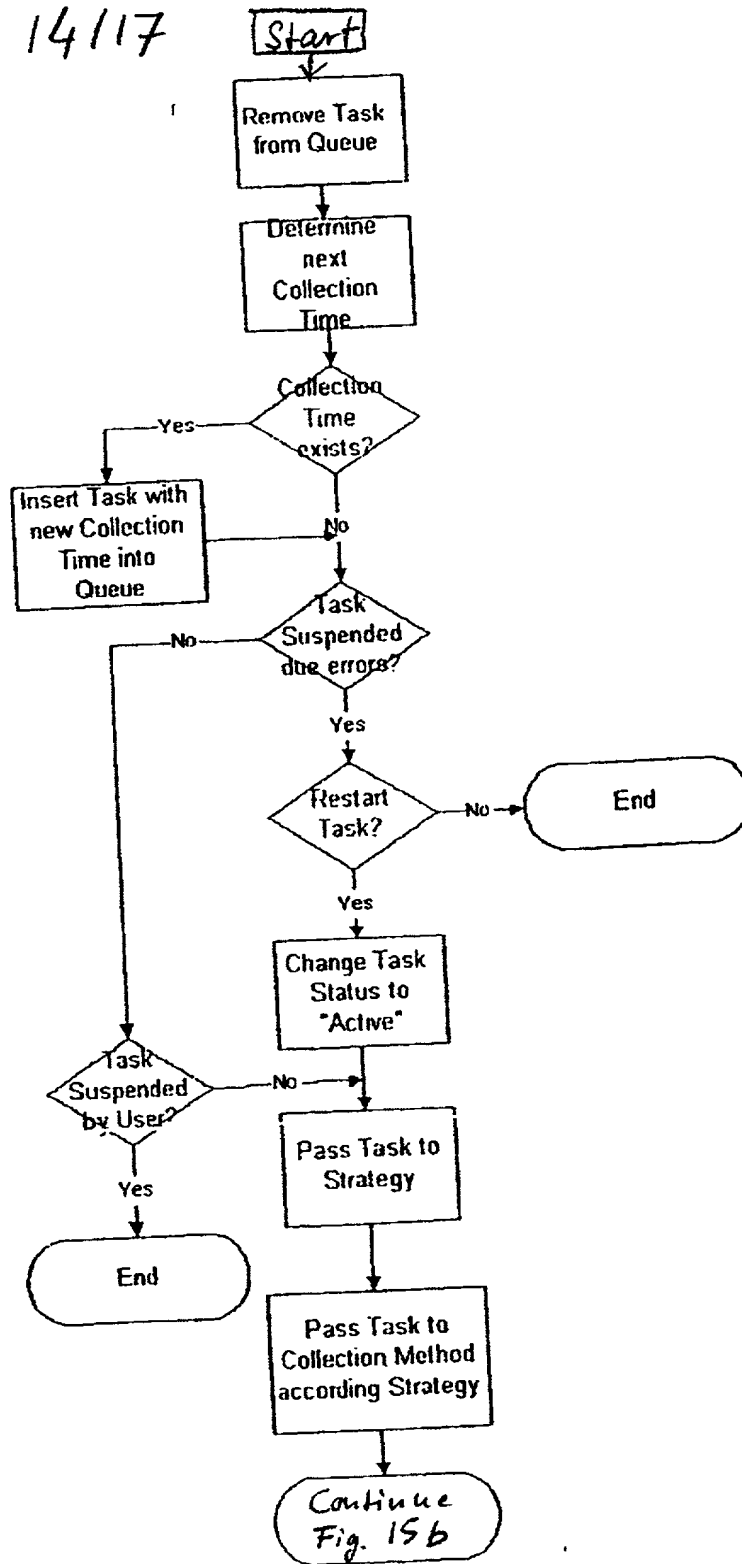 14/17
Start
Remove Task
from Queue
Determine
next
Collection
Time
Collection
Time
exists?
Yes
Insert Task with
new Collection
Time into
Queue
No
Task
Suspended
due errors?
No
Yes
Restart
Task?
No
End
Yes
Change Task
Status to
"Active"
Task
Suspended
by User?
No
Pass Task to
Strategy
Yes
End
Pass Task to
Collection Method
according Strategy
Continue
Fig. 15b